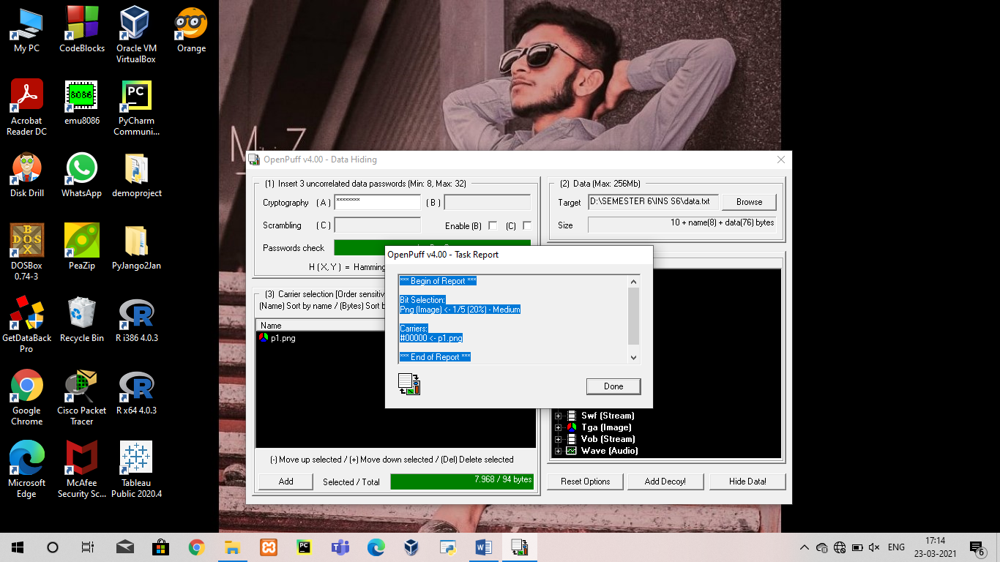 My PC
CodeBlocks
Oracle VM
VirtualBox
Orange
Acrobat
Reader DC
8086
emu8086
PC
PyCharm
Communi...
Disk Drill
WhatsApp
demoproject
DOS
BOX
DOSBox
0.74-3
PeaZip
PyJango2Jan
GetDataBack
Pro
Recycle Bin
R i386 4.0.3
Google
Chrome
Cisco Packet
Tracer
R x64 4.0.3
Microsoft
Edge
McAfee
Security Sc...
Tableau
Public 2020.4
OpenPuff v4.00 - Data Hiding
(1) Insert 3 uncorrelated data passwords (Min: 8, Max: 32)
Cryptography (A) ******** (B)
Scrambling (C) Enable (B) (C)
Passwords check
H ( X, Y ) = Hamming
(2) Data (Max: 256Mb)
Target D:\SEMESTER 6\INS S6\data.txt Browse
Size 10 + name(8) + data(76) bytes
(3) Carrier selection [Order sensitiv
(Name) Sort by name / (Bytes) Sort b
Name
p1.png
(-) Move up selected / (+) Move down selected / (Del) Delete selected
Add Selected / Total 7.968 / 94 bytes
OpenPuff v4.00 - Task Report
*** Begin of Report ***
Bit Selection:
Png (Image) <- 1/5 (20%) - Medium
Carriers:
#00000 <- p1.png
*** End of Report ***
Done
Swf (Stream)
Tga (Image)
Vob (Stream)
Wave (Audio)
Reset Options Add Decoy! Hide Data!
ENG
17:14
23-03-2021
6